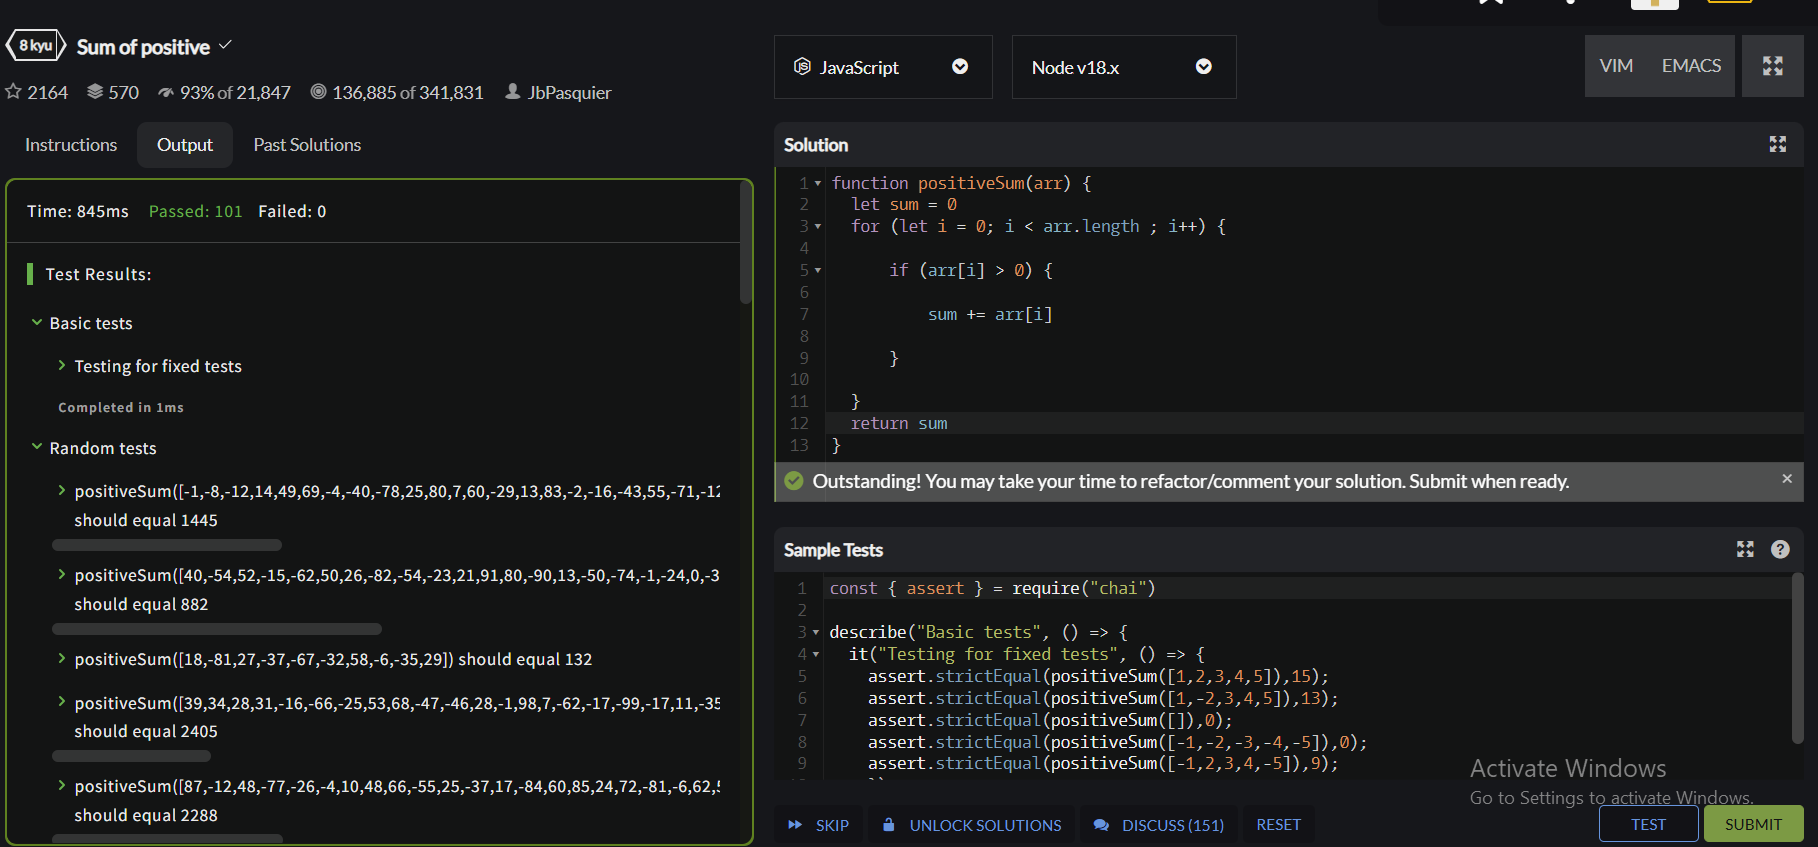 8 kyu Sum of positive
2164 570 93% of 21,847 136,885 of 341,831 JbPasquier
Instructions Output Past Solutions
Time: 845ms Passed: 101 Failed: 0
Test Results:
Basic tests
Testing for fixed tests
Completed in 1ms
Random tests
positiveSum([-1,-8,-12,14,49,69,-4,-40,-78,25,80,7,60,-29,13,83,-2,-16,-43,55,-71,-12
should equal 1445
positiveSum([40,-54,52,-15,-62,50,26,-82,-54,-23,21,91,80,-90,13,-50,-74,-1,-24,0,-3
should equal 882
positiveSum([18,-81,27,-37,-67,-32,58,-6,-35,29]) should equal 132
positiveSum([39,34,28,31,-16,-66,-25,53,68,-47,-46,28,-1,98,7,-62,-17,-99,-17,11,-35
should equal 2405
positiveSum([87,-12,48,-77,-26,-4,10,48,66,-55,25,-37,17,-84,60,85,24,72,-81,-6,62,5
should equal 2288
JavaScript
Node v18.x
VIM EMACS
Solution
1 function positiveSum(arr) {
2 let sum = 0
3 for (let i = 0; i < arr.length ; i++) {
4
5 if (arr[i] > 0) {
6
7 sum += arr[i]
8
9 }
10
11 }
12 return sum
13 }
Outstanding! You may take your time to refactor/comment your solution. Submit when ready.
Sample Tests
1 const { assert } = require("chai")
2
3 describe("Basic tests", () => {
4 it("Testing for fixed tests", () => {
5 assert.strictEqual(positiveSum([1,2,3,4,5]),15);
6 assert.strictEqual(positiveSum([1,-2,3,4,5]),13);
7 assert.strictEqual(positiveSum([]),0);
8 assert.strictEqual(positiveSum([-1,-2,-3,-4,-5]),0);
9 assert.strictEqual(positiveSum([-1,2,3,4,-5]),9);
Activate Windows
Go to Settings to activate Windows.
SKIP UNLOCK SOLUTIONS DISCUSS (151) RESET TEST SUBMIT